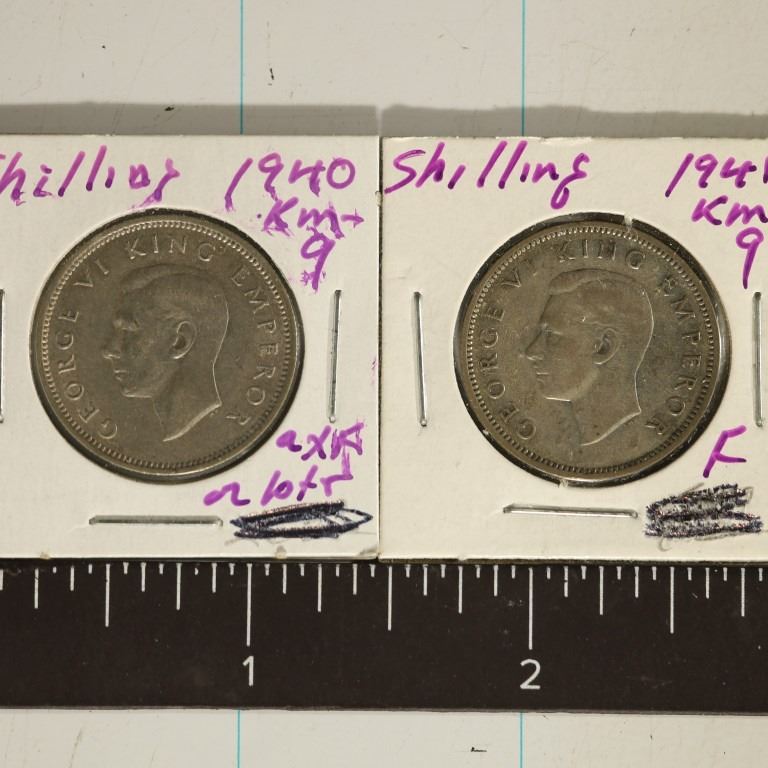 Shilling 1940
Km-
9
GEORGE VI KING EMPEROR
Shilling
Km
9
GEORGE VI KING EMPEROR
F
1 2